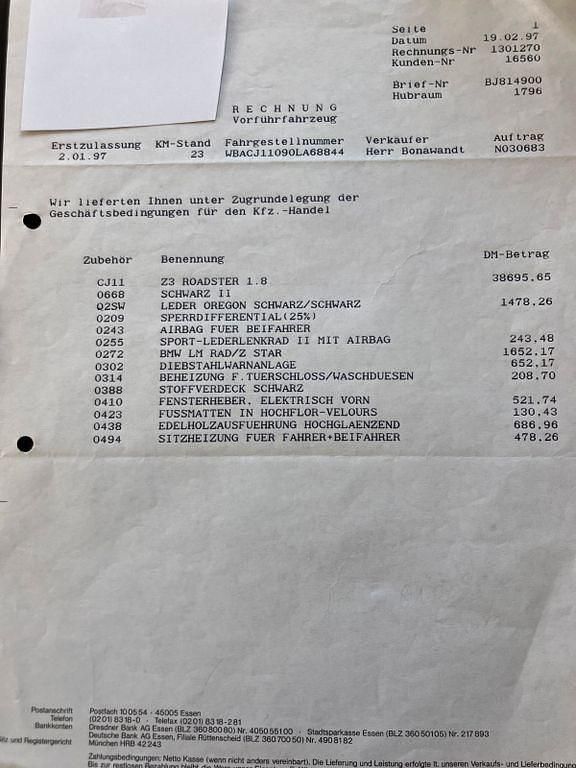 Seite 1
Datum 19.02.97
Rechnungs-Nr 1301270
Kunden-Nr 16560
Brief-Nr BJ814900
Hubraum 1796
RECHNUNG
Vorführfahrzeug
Erstzulassung KM-Stand Fahrgestellnummer Verkäufer Auftrag
2.01.97 23 WBACJ11090LA68844 Herr Bonawandt N030683
Wir lieferten Ihnen unter Zugrundelegung der
Geschäftsbedingungen für den Kfz.-Handel
Zubehör Benennung DM-Betrag
CJ11 Z3 ROADSTER 1.8 38695.65
0668 SCHWARZ II
Q2SW LEDER OREGON SCHWARZ/SCHWARZ 1478.26
0209 SPERRDIFFERENTIAL(25%)
0243 AIRBAG FUER BEIFAHRER
0255 SPORT-LEDERLENKRAD II MIT AIRBAG 243.48
0272 BMW LM RAD/Z STAR 1652.17
0302 DIEBSTAHLWARNANLAGE 652.17
0314 BEHEIZUNG F.TUERSCHLOSS/WASCHDUESEN 208.70
0388 STOFFVERDECK SCHWARZ
0410 FENSTERHEBER, ELEKTRISCH VORN 521.74
0423 FUSSMATTEN IN HOCHFLOR-VELOURS 130.43
0438 EDELHOLZAUSFUEHRUNG HOCHGLAENZEND 686.96
0494 SITZHEIZUNG FUER FAHRER+BEIFAHRER 478.26
Postanschrift Postfach 100554 · 45005 Essen
Telefon (0201) 8318-0 · Telefax (0201) 8318-281
Bankkonten Dresdner Bank AG Essen (BLZ 36080080) Nr. 405055100 · Stadtsparkasse Essen (BLZ 36050105) Nr. 217893
Deutsche Bank AG, Filiale Rüttenscheid (BLZ 36070050) Nr. 4908182
und Registergericht München HRB 42243
Zahlungsbedingungen: Netto Kasse (wenn nicht anders vereinbart). Die Lieferung und Leistung erfolgte lt. unseren Verkaufs- und Lieferbedingungen
Bis zur restlosen Bezahlung bleibt die